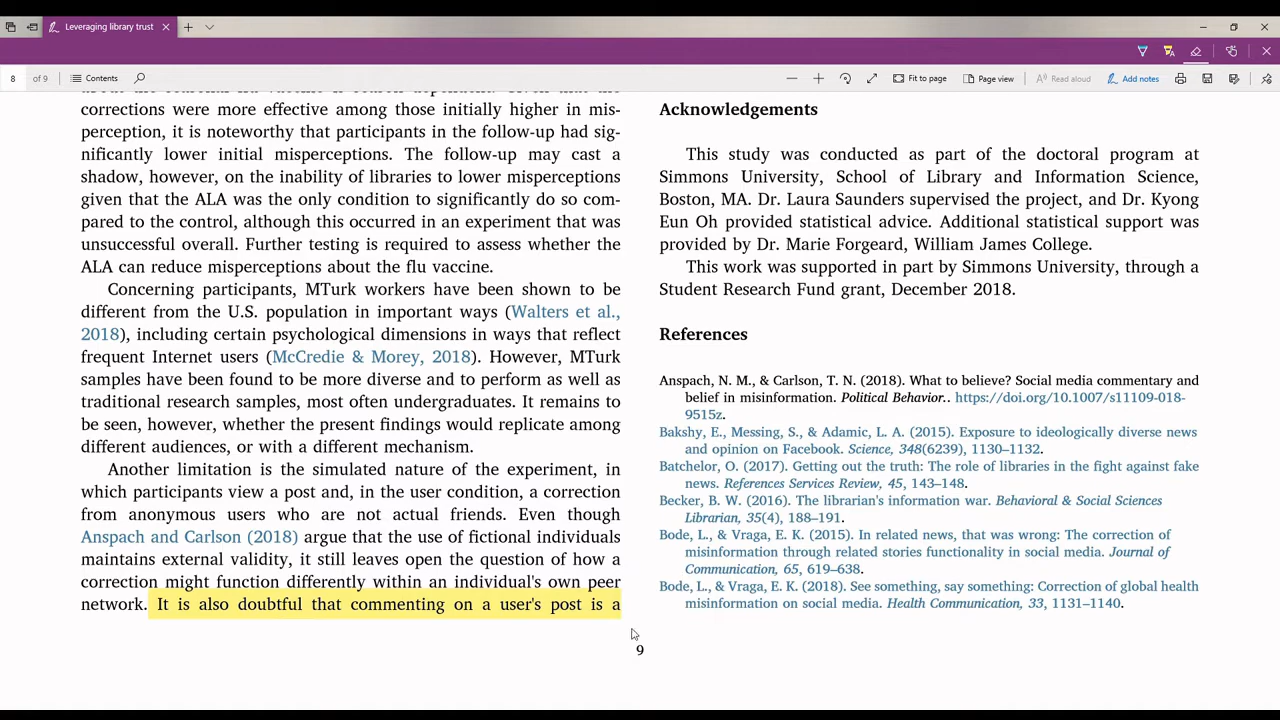 Leveraging library trust
8 of 9
Contents
Fit to page
Page view
Read aloud
Add notes
corrections were more effective among those initially higher in mis-
perception, it is noteworthy that participants in the follow-up had sig-
nificantly lower initial misperceptions. The follow-up may cast a
shadow, however, on the inability of libraries to lower misperceptions
given that the ALA was the only condition to significantly do so com-
pared to the control, although this occurred in an experiment that was
unsuccessful overall. Further testing is required to assess whether the
ALA can reduce misperceptions about the flu vaccine.
Concerning participants, MTurk workers have been shown to be
different from the U.S. population in important ways (Walters et al.,
2018), including certain psychological dimensions in ways that reflect
frequent Internet users (McCredie & Morey, 2018). However, MTurk
samples have been found to be more diverse and to perform as well as
traditional research samples, most often undergraduates. It remains to
be seen, however, whether the present findings would replicate among
different audiences, or with a different mechanism.
Another limitation is the simulated nature of the experiment, in
which participants view a post and, in the user condition, a correction
from anonymous users who are not actual friends. Even though
Anspach and Carlson (2018) argue that the use of fictional individuals
maintains external validity, it still leaves open the question of how a
correction might function differently within an individual's own peer
network. It is also doubtful that commenting on a user's post is a
Acknowledgements
This study was conducted as part of the doctoral program at
Simmons University, School of Library and Information Science,
Boston, MA. Dr. Laura Saunders supervised the project, and Dr. Kyong
Eun Oh provided statistical advice. Additional statistical support was
provided by Dr. Marie Forgeard, William James College.
This work was supported in part by Simmons University, through a
Student Research Fund grant, December 2018.
References
Anspach, N. M., & Carlson, T. N. (2018). What to believe? Social media commentary and
belief in misinformation. Political Behavior.. https://doi.org/10.1007/s11109-018-
9515z.
Bakshy, E., Messing, S., & Adamic, L. A. (2015). Exposure to ideologically diverse news
and opinion on Facebook. Science, 348(6239), 1130–1132.
Batchelor, O. (2017). Getting out the truth: The role of libraries in the fight against fake
news. References Services Review, 45, 143–148.
Becker, B. W. (2016). The librarian's information war. Behavioral & Social Sciences
Librarian, 35(4), 188–191.
Bode, L., & Vraga, E. K. (2015). In related news, that was wrong: The correction of
misinformation through related stories functionality in social media. Journal of
Communication, 65, 619–638.
Bode, L., & Vraga, E. K. (2018). See something, say something: Correction of global health
misinformation on social media. Health Communication, 33, 1131–1140.
9